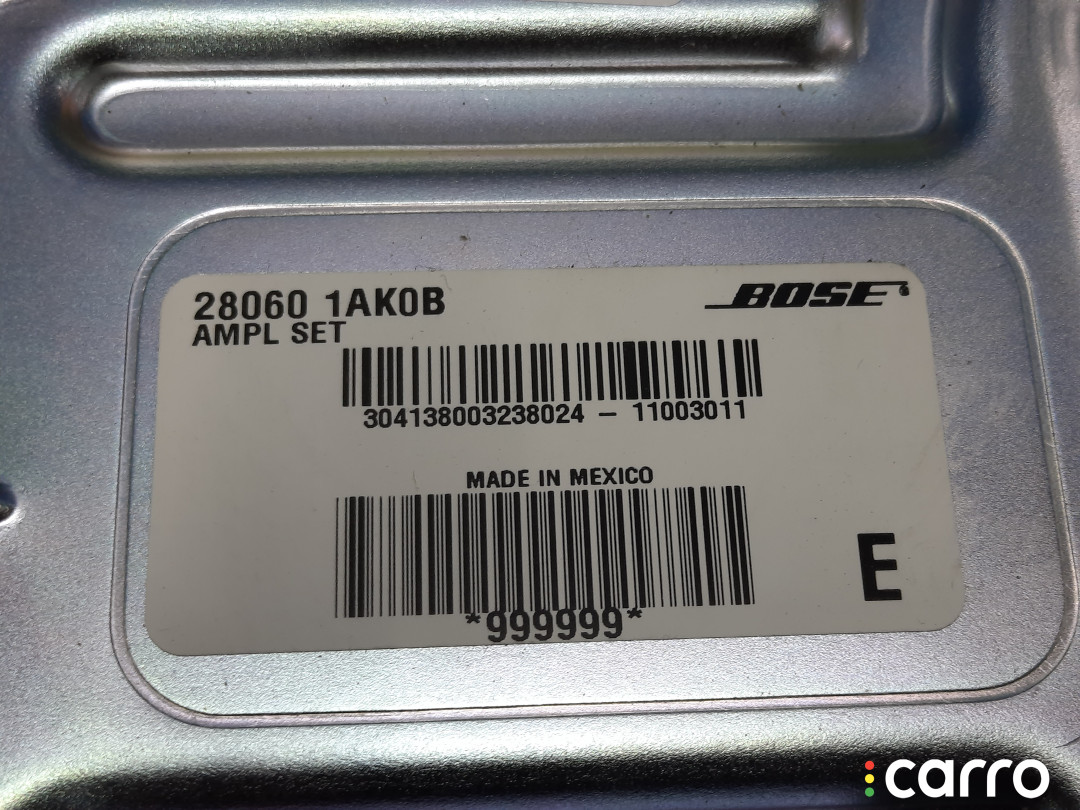 28060 1AK0B
BOSE
AMPL SET
304138003238024 - 11003011
MADE IN MEXICO
*999999*
E
carro